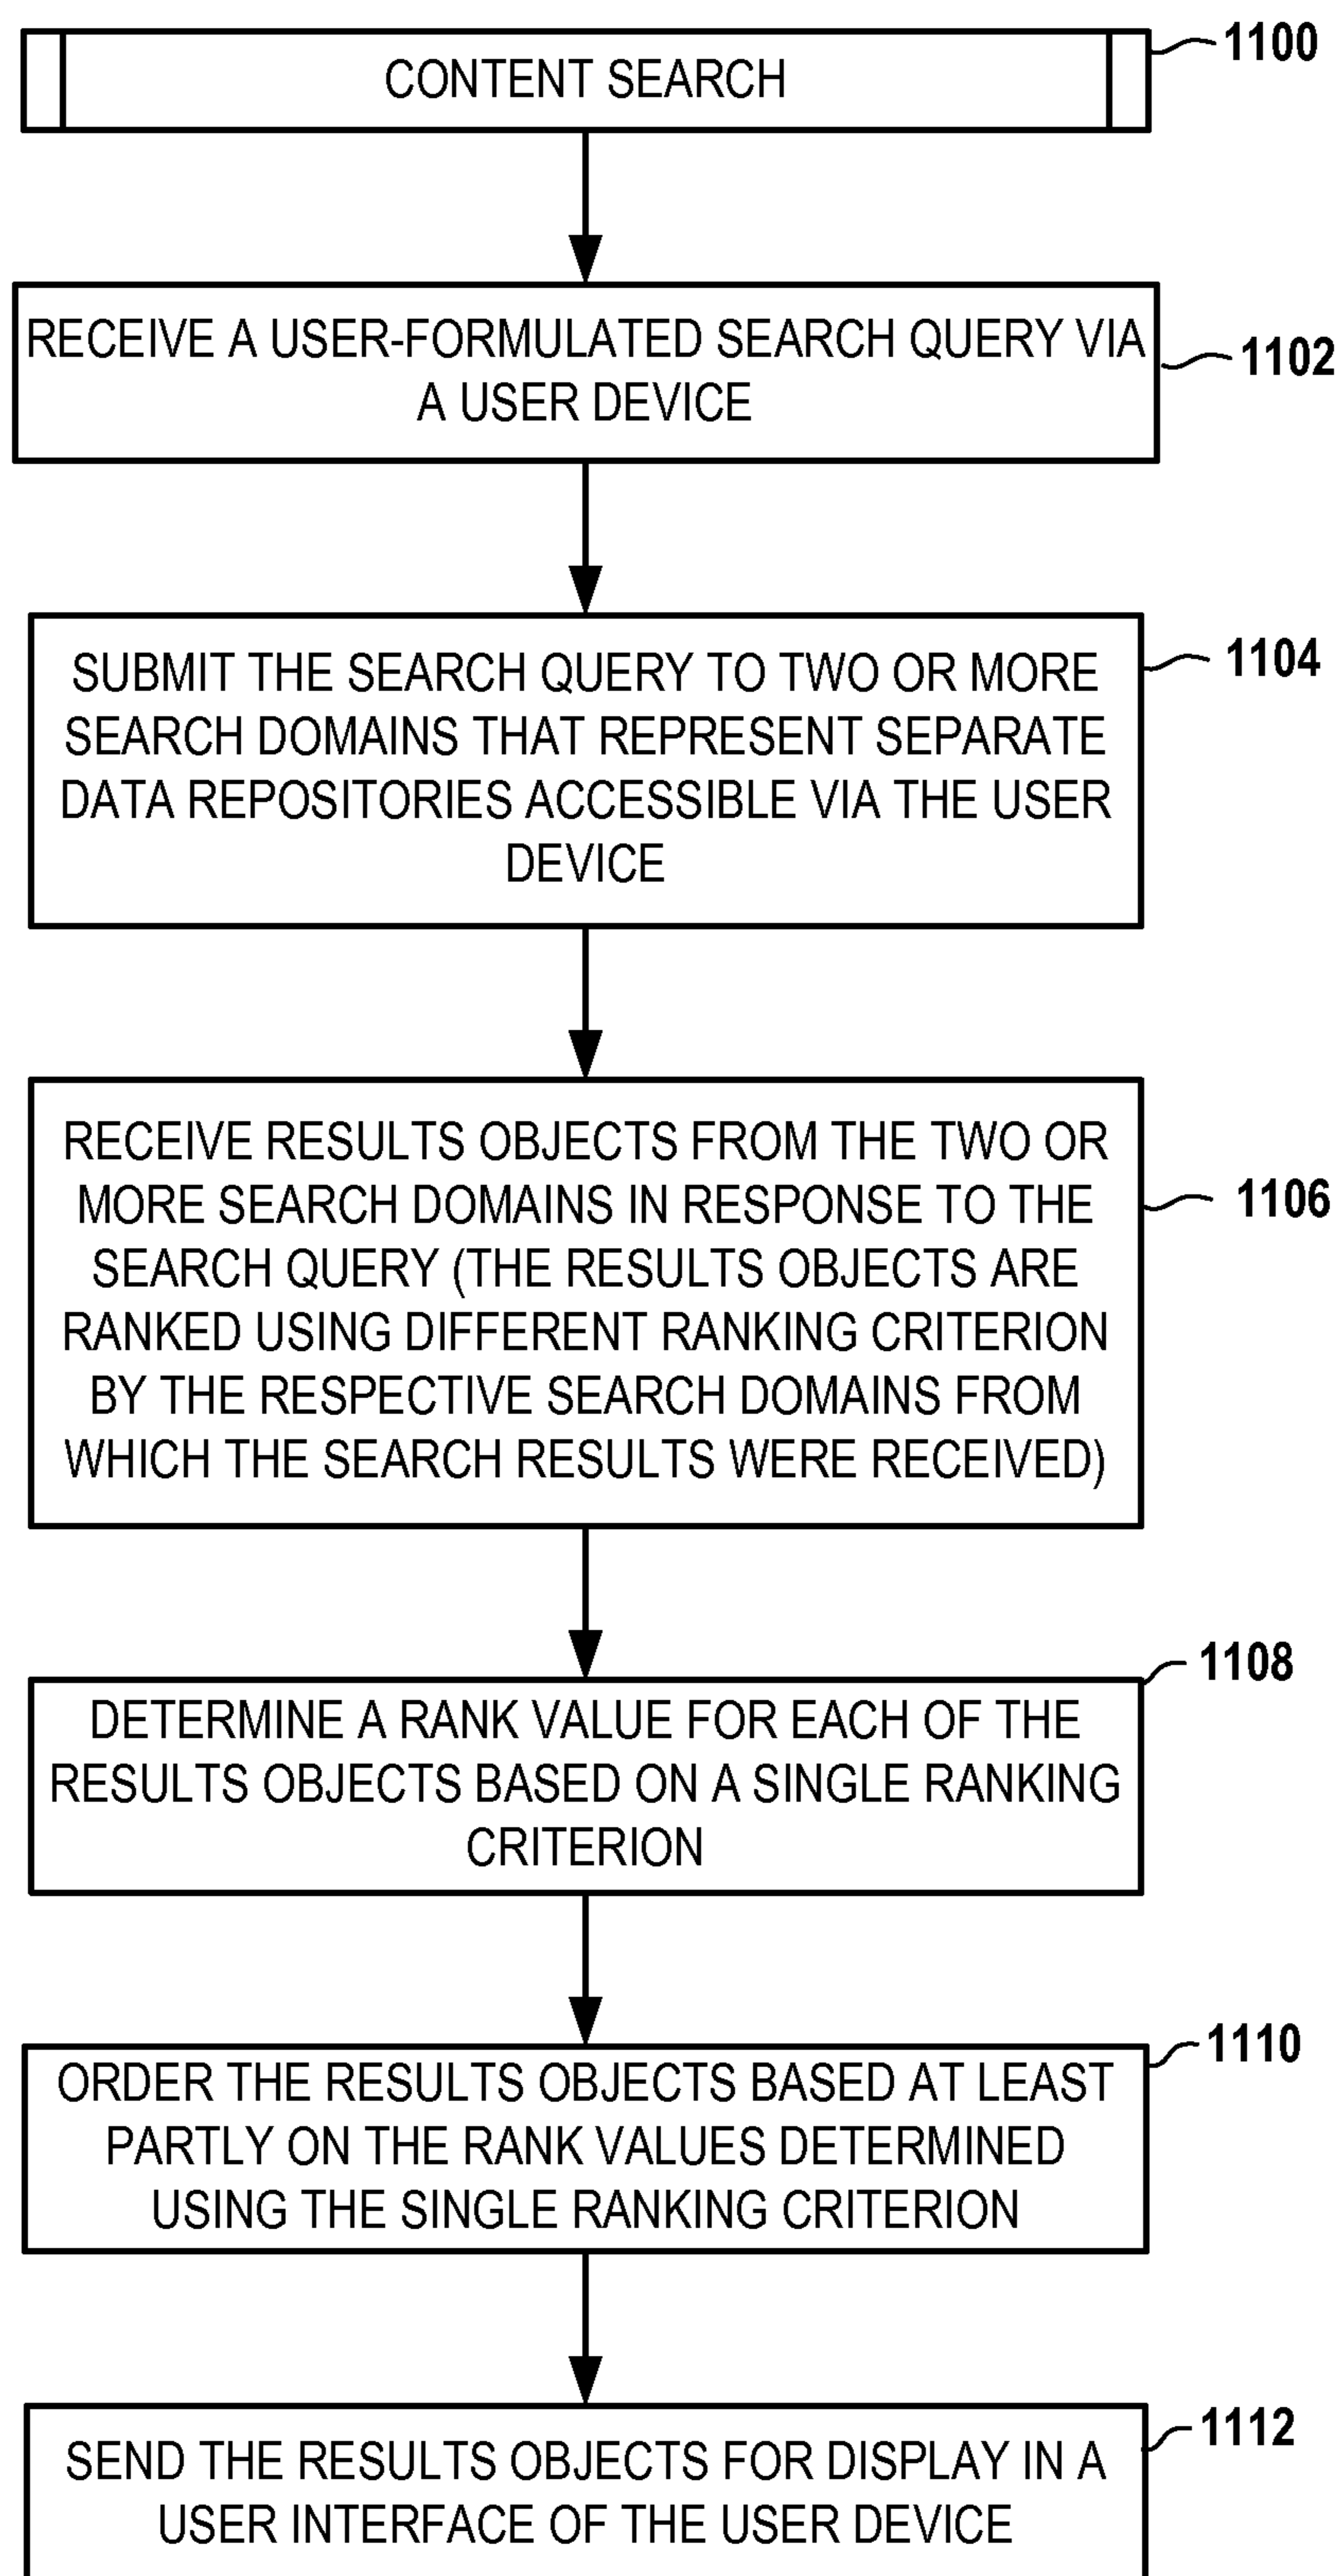 CONTENT SEARCH
1100
RECEIVE A USER-FORMULATED SEARCH QUERY VIA
A USER DEVICE
1102
SUBMIT THE SEARCH QUERY TO TWO OR MORE
SEARCH DOMAINS THAT REPRESENT SEPARATE
DATA REPOSITORIES ACCESSIBLE VIA THE USER
DEVICE
1104
RECEIVE RESULTS OBJECTS FROM THE TWO OR
MORE SEARCH DOMAINS IN RESPONSE TO THE
SEARCH QUERY (THE RESULTS OBJECTS ARE
RANKED USING DIFFERENT RANKING CRITERION
BY THE RESPECTIVE SEARCH DOMAINS FROM
WHICH THE SEARCH RESULTS WERE RECEIVED)
1106
DETERMINE A RANK VALUE FOR EACH OF THE
RESULTS OBJECTS BASED ON A SINGLE RANKING
CRITERION
1108
ORDER THE RESULTS OBJECTS BASED AT LEAST
PARTLY ON THE RANK VALUES DETERMINED
USING THE SINGLE RANKING CRITERION
1110
SEND THE RESULTS OBJECTS FOR DISPLAY IN A
USER INTERFACE OF THE USER DEVICE
1112